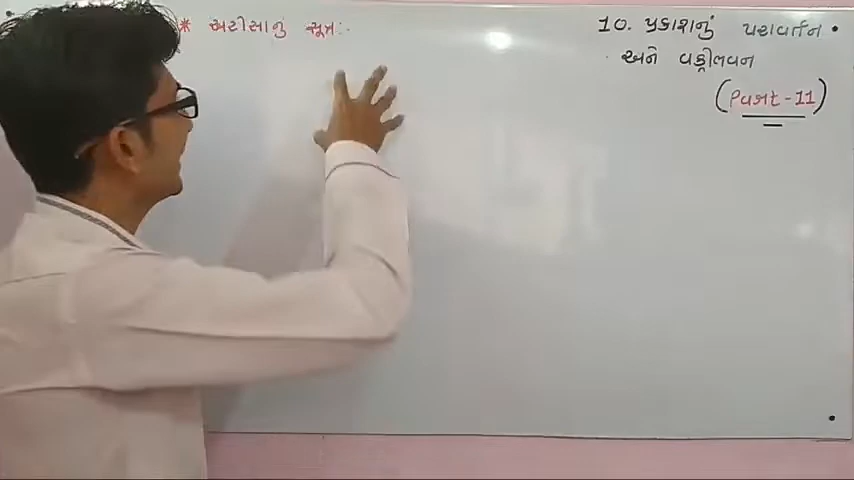 * અરીસાનું સૂત્ર:-
10. પ્રકાશનું પરાવર્તન
અને વક્રીભવન
(Part-11)